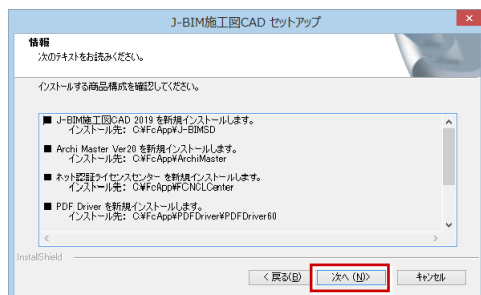 J-BIM施工図CAD セットアップ
情報
次のテキストをお読みください。
インストールする商品構成を確認してください。
■ J-BIM施工図CAD 2019 を新規インストールします。
インストール先: C:¥FcApp¥J-BIMSD
■ Archi Master Ver20 を新規インストールします。
インストール先: C:¥FcApp¥ArchiMaster
■ ネット認証ライセンスセンター を新規インストールします。
インストール先: C:¥FcApp¥FCNCLCenter
■ PDF Driver を新規インストールします。
インストール先: C:¥FcApp¥PDFDriver¥PDFDriver60
InstallShield
< 戻る(B)
次へ (N)>
キャンセル